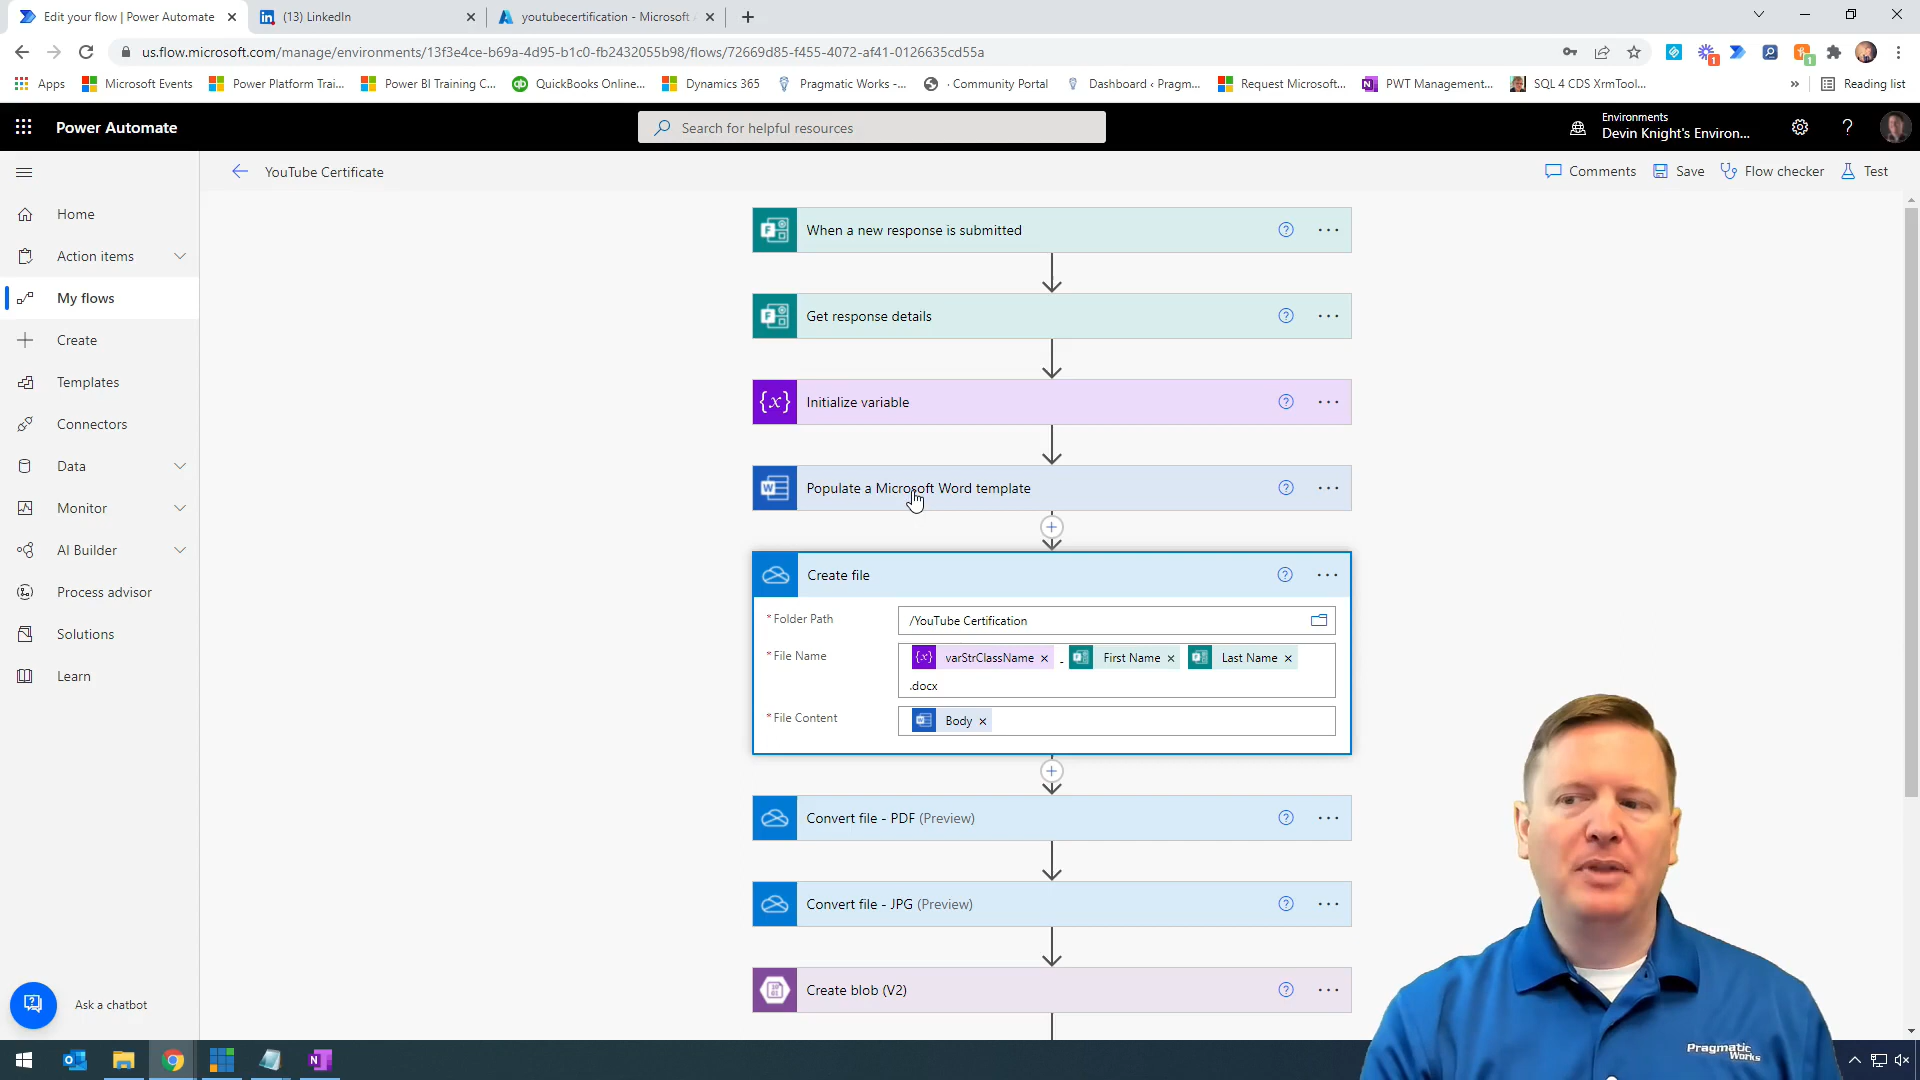 Edit your flow | Power Automate
(13) LinkedIn
youtubecertification - Microsoft
us.flow.microsoft.com/manage/environments/13f3e4ce-b69a-4d95-b1c0-fb2432055b98/flows/72669d85-f455-4072-af41-0126635cd55a
1
1
Apps
Microsoft Events
Power Platform Trai...
Power BI Training C...
QuickBooks Online...
Dynamics 365
Pragmatic Works -...
· Community Portal
Dashboard ‹ Pragm...
Request Microsoft...
PWT Management...
SQL 4 CDS XrmTool...
»
Reading list
Power Automate
Search for helpful resources
Environments
Devin Knight's Environ...
YouTube Certificate
Comments
Save
Flow checker
Test
Home
Action items
My flows
Create
Templates
Connectors
Data
Monitor
AI Builder
Process advisor
Solutions
Learn
Ask a chatbot
When a new response is submitted
Get response details
{x} Initialize variable
Populate a Microsoft Word template
Create file
* Folder Path
/YouTube Certification
* File Name
{x} varStrClassName × - First Name × Last Name ×
.docx
* File Content
Body ×
Convert file - PDF (Preview)
Convert file - JPG (Preview)
Create blob (V2)
Pragmatic
Works